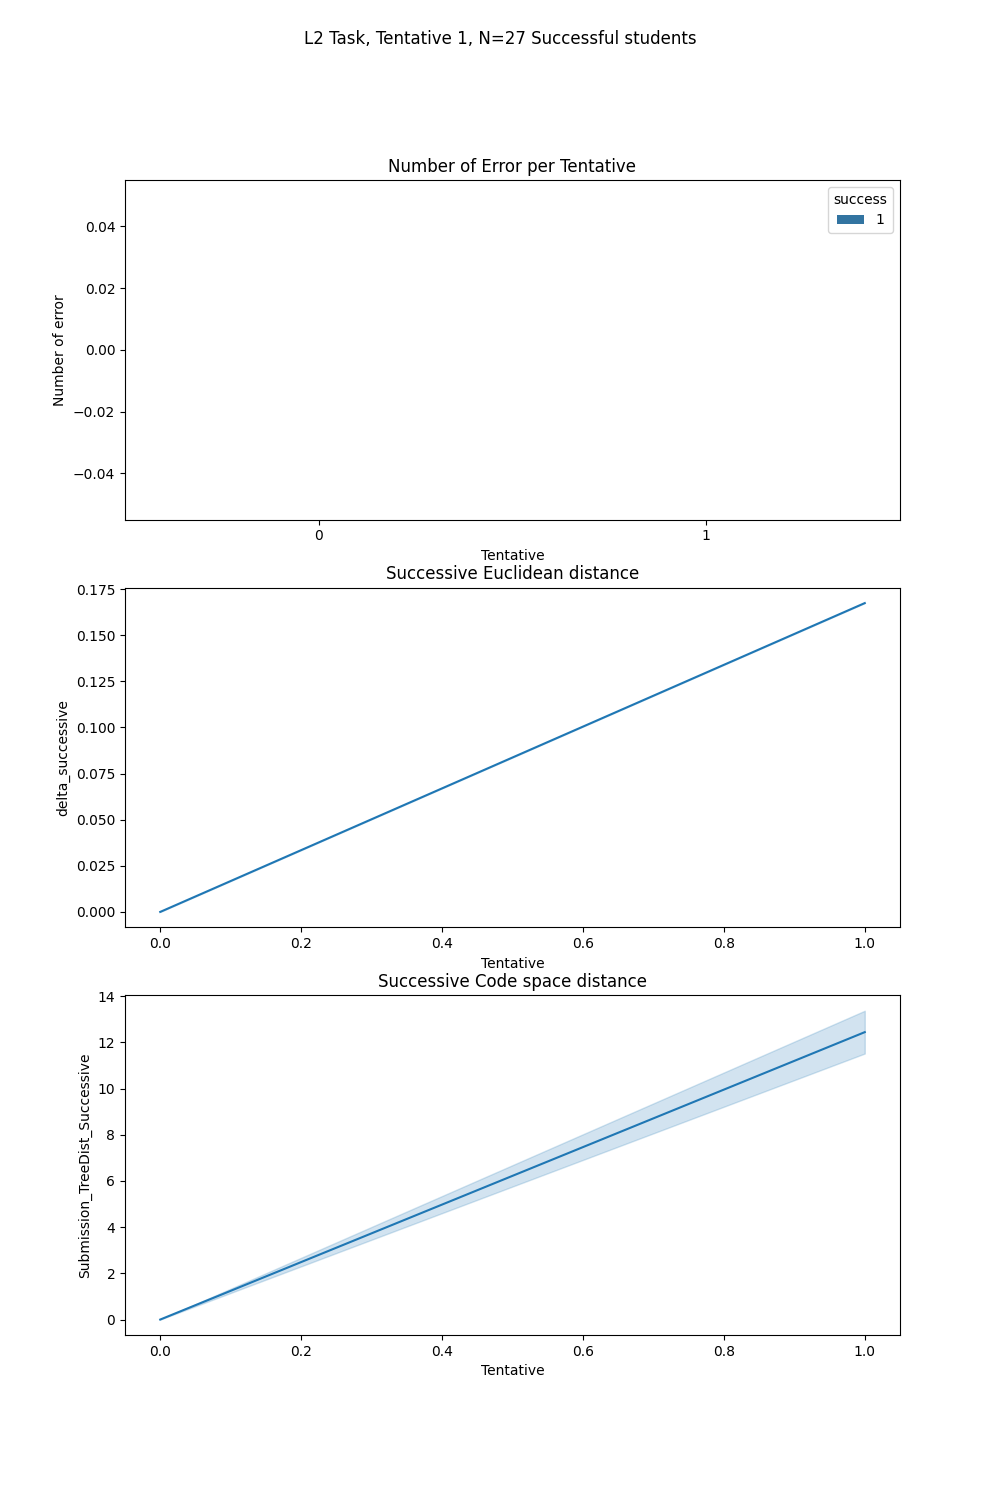 L2 Task, Tentative 1, N=27 Successful students
Number of Error per Tentative
success
1
0.04
0.02
0.00
−0.02
−0.04
Number of error
0 1
Tentative
Successive Euclidean distance
0.175
0.150
0.125
0.100
0.075
0.050
0.025
0.000
delta_successive
0.0 0.2 0.4 0.6 0.8 1.0
Tentative
Successive Code space distance
14
12
10
8
6
4
2
0
Submission_TreeDist_Successive
0.0 0.2 0.4 0.6 0.8 1.0
Tentative